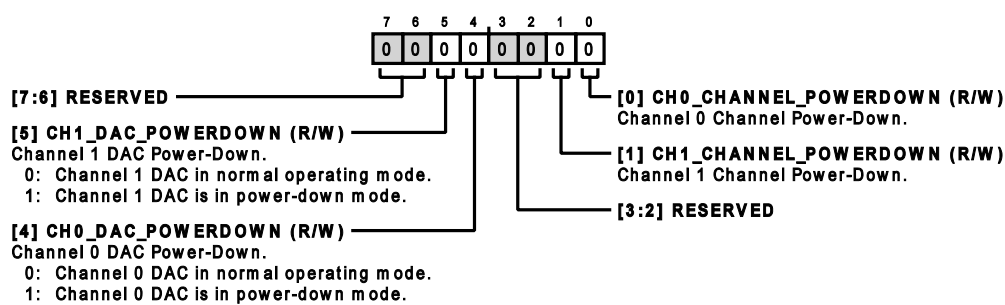 7 6 5 4 3 2 1 0
0 0 0 0 0 0 0 0
[7:6] RESERVED
[5] CH1_DAC_POWERDOWN (R/W)
Channel 1 DAC Power-Down.
0: Channel 1 DAC in normal operating mode.
1: Channel 1 DAC is in power-down mode.
[4] CH0_DAC_POWERDOWN (R/W)
Channel 0 DAC Power-Down.
0: Channel 0 DAC in normal operating mode.
1: Channel 0 DAC is in power-down mode.
[0] CH0_CHANNEL_POWERDOWN (R/W)
Channel 0 Channel Power-Down.
[1] CH1_CHANNEL_POWERDOWN (R/W)
Channel 1 Channel Power-Down.
[3:2] RESERVED